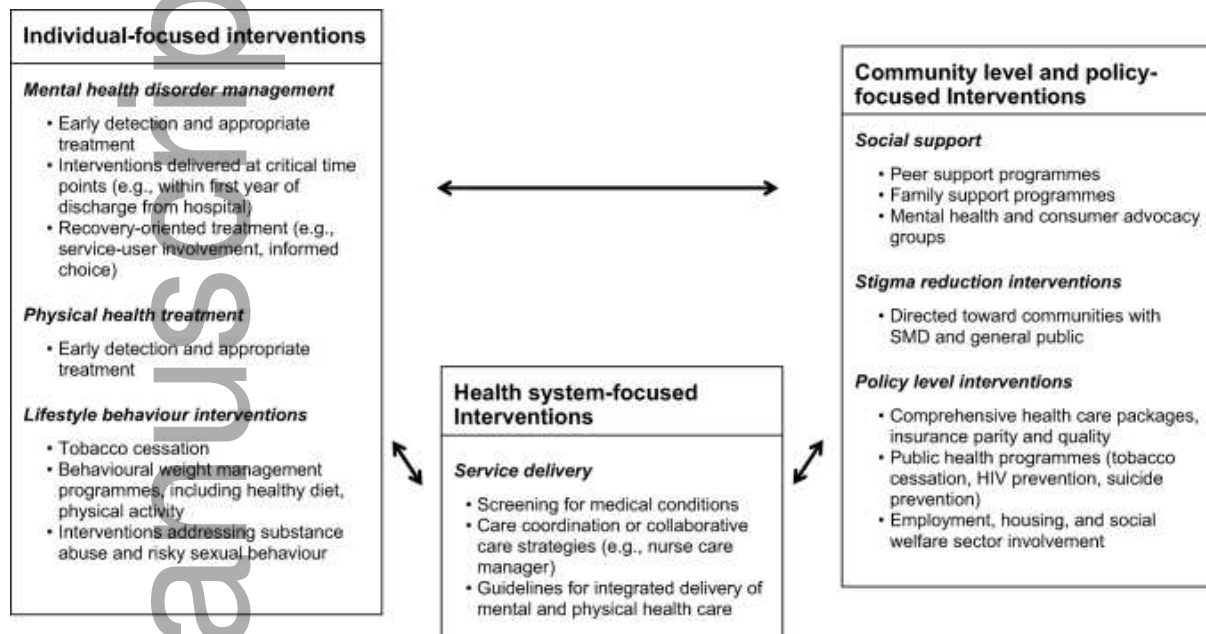 Individual-focused interventions
Mental health disorder management
• Early detection and appropriate
treatment
• Interventions delivered at critical time
points (e.g., within first year of
discharge from hospital)
• Recovery-oriented treatment (e.g.,
service-user involvement, informed
choice)
Physical health treatment
• Early detection and appropriate
treatment
Lifestyle behaviour interventions
• Tobacco cessation
• Behavioural weight management
programmes, including healthy diet,
physical activity
• Interventions addressing substance
abuse and risky sexual behaviour
Health system-focused
Interventions
Service delivery
• Screening for medical conditions
• Care coordination or collaborative
care strategies (e.g., nurse care
manager)
• Guidelines for integrated delivery of
mental and physical health care
Community level and policy-
focused Interventions
Social support
• Peer support programmes
• Family support programmes
• Mental health and consumer advocacy
groups
Stigma reduction interventions
• Directed toward communities with
SMD and general public
Policy level interventions
• Comprehensive health care packages,
insurance parity and quality
• Public health programmes (tobacco
cessation, HIV prevention, suicide
prevention)
• Employment, housing, and social
welfare sector involvement
anuscrip